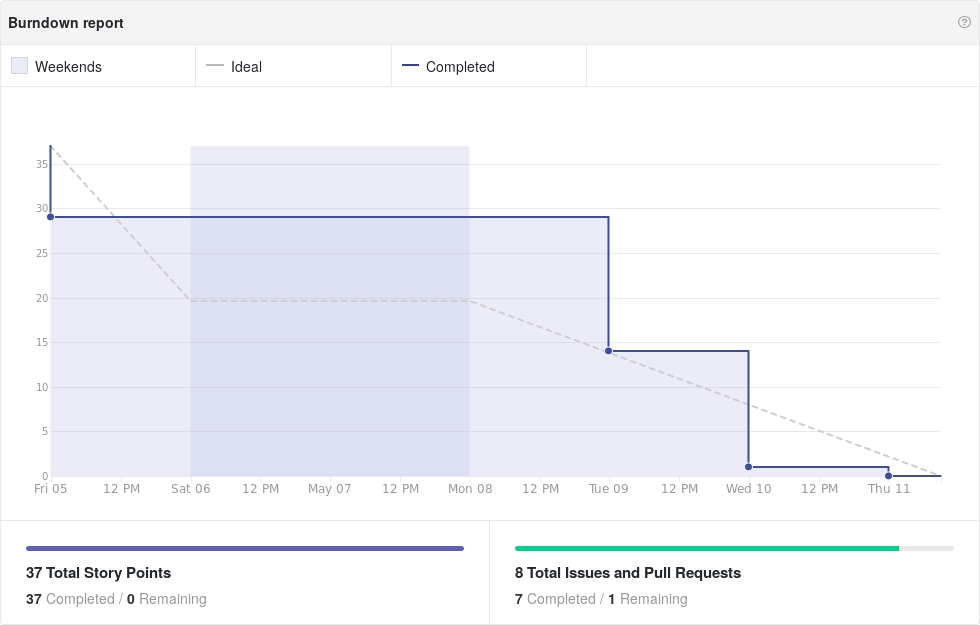 Burndown report
Weekends
Ideal
Completed
35
30
25
20
15
10
5
0
Fri 05 12 PM Sat 06 12 PM May 07 12 PM Mon 08 12 PM Tue 09 12 PM Wed 10 12 PM Thu 11
37 Total Story Points
37 Completed / 0 Remaining
8 Total Issues and Pull Requests
7 Completed / 1 Remaining